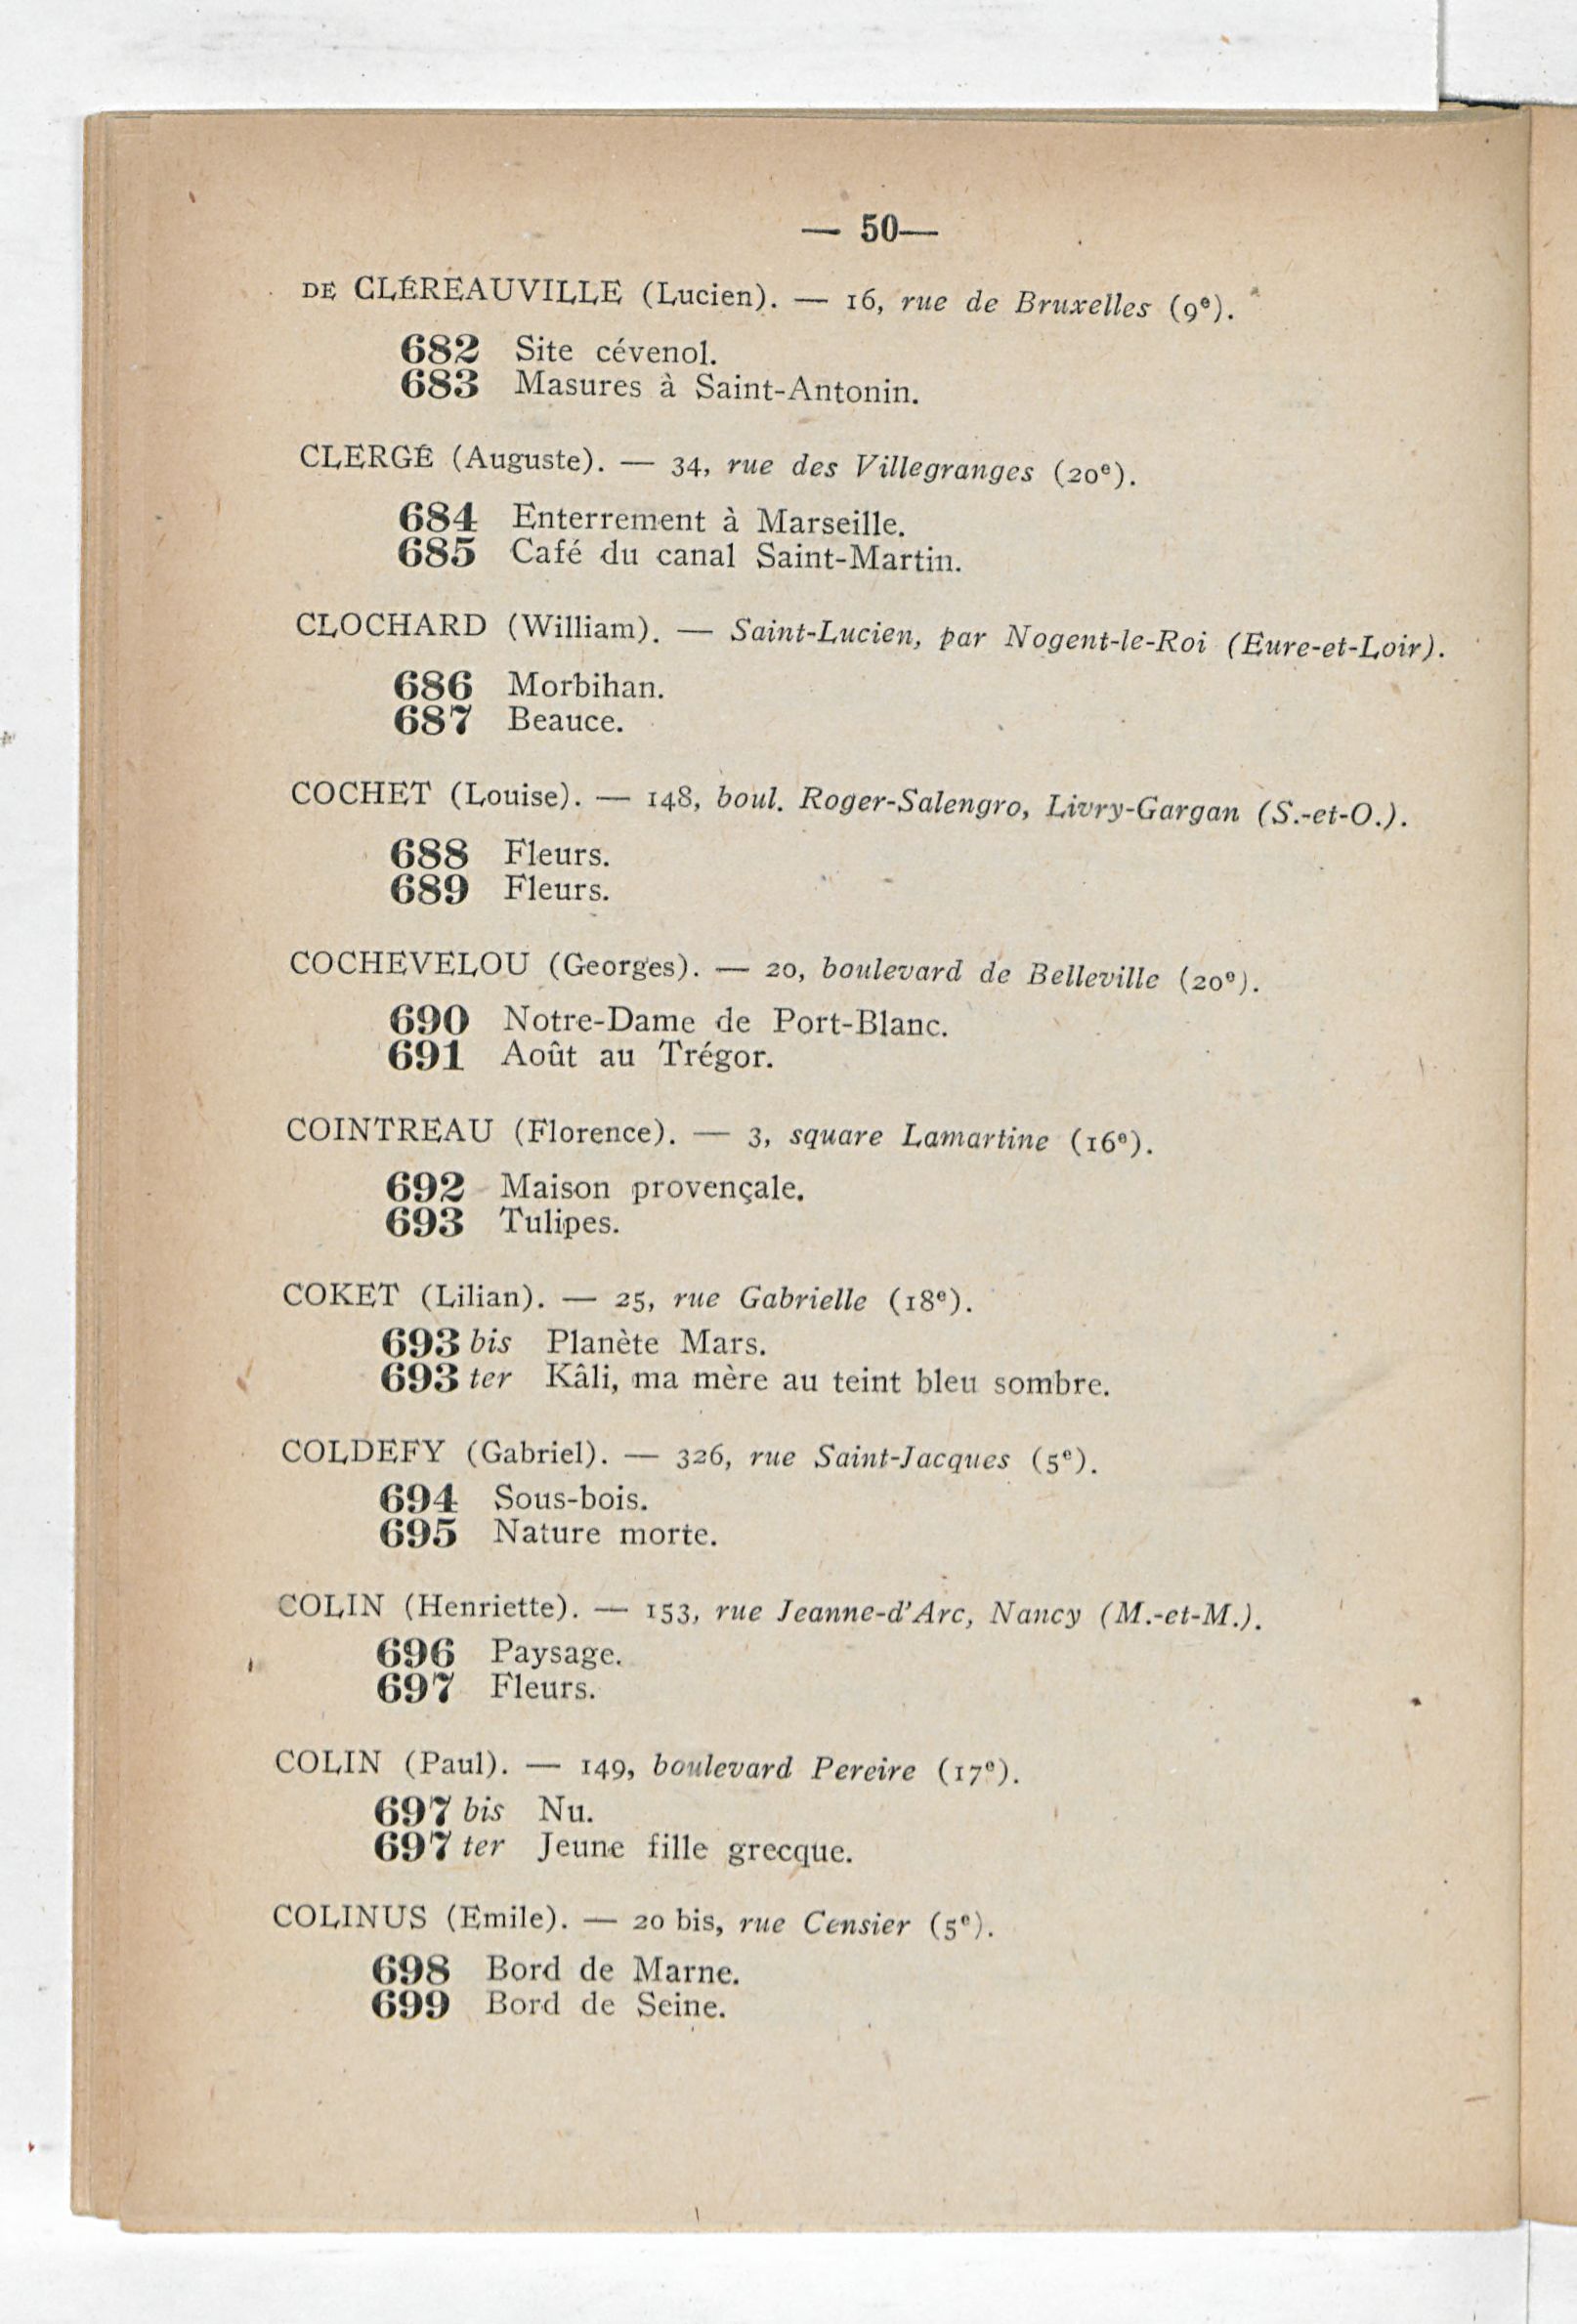 — 50—
DE CLÉREAUVILLE (Lucien). — 16, rue de Bruxelles (9e).
682 Site cévenol.
683 Masures à Saint-Antonin.
CLERGÉ (Auguste). — 34, rue des Villegranges (20e).
684 Enterrement à Marseille.
685 Café du canal Saint-Martin.
CLOCHARD (William). — Saint-Lucien, par Nogent-le-Roi (Eure-et-Loir).
686 Morbihan.
687 Beauce.
COCHET (Louise). — 148, boul. Roger-Salengro, Livry-Gargan (S.-et-O.).
688 Fleurs.
689 Fleurs.
COCHEVELOU (Georges). — 20, boulevard de Belleville (20e).
690 Notre-Dame de Port-Blanc.
691 Août au Trégor.
COINTREAU (Florence). — 3, square Lamartine (16e).
692 Maison provençale.
693 Tulipes.
COKET (Lilian). — 25, rue Gabrielle (18e).
693 bis Planète Mars.
693 ter Kâli, ma mère au teint bleu sombre.
COLDEFY (Gabriel). — 326, rue Saint-Jacques (5e).
694 Sous-bois.
695 Nature morte.
COLIN (Henriette). — 153, rue Jeanne-d'Arc, Nancy (M.-et-M.).
696 Paysage.
697 Fleurs.
COLIN (Paul). — 149, boulevard Pereire (17e).
697 bis Nu.
697 ter Jeune fille grecque.
COLINUS (Emile). — 20 bis, rue Censier (5e).
698 Bord de Marne.
699 Bord de Seine.